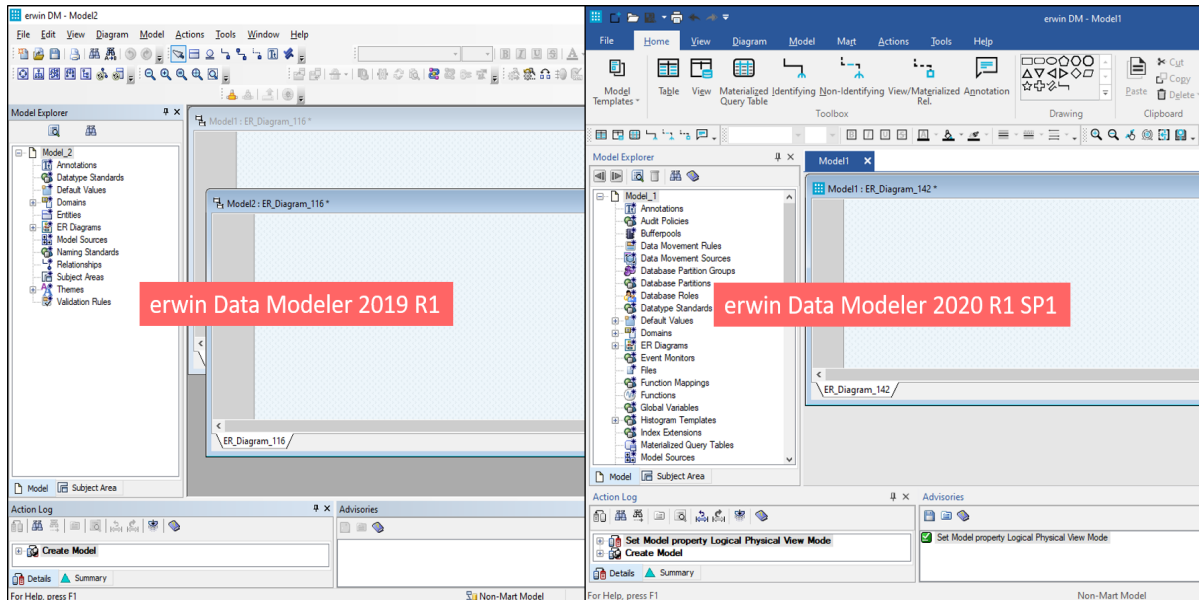 erwin DM - Model2
File Edit View Diagram Model Actions Tools Window Help
Model Explorer
Model_2
Annotations
Datatype Standards
Default Values
Domains
Entities
ER Diagrams
Model Sources
Naming Standards
Relationships
Subject Areas
Themes
Validation Rules
Model Subject Area
Model1 : ER_Diagram_116 *
Model2 : ER_Diagram_116 *
ER_Diagram_116
erwin Data Modeler 2019 R1
Action Log
Create Model
Details Summary
Advisories
For Help, press F1
Non-Mart Model
erwin DM - Model1
File Home View Diagram Model Mart Actions Tools Help
Model Templates
Table
View
Materialized Query Table
Identifying
Non-Identifying
View/Materialized Rel.
Annotation
Toolbox
Drawing
Paste
Cut
Copy
Delete
Clipboard
Model Explorer
Model_1
Annotations
Audit Policies
Bufferpools
Data Movement Rules
Data Movement Sources
Database Partition Groups
Database Partitions
Database Roles
Datatype Standards
Default Values
Domains
ER Diagrams
Event Monitors
Files
Function Mappings
Functions
Global Variables
Histogram Templates
Index Extensions
Materialized Query Tables
Model Sources
Model Subject Area
Model1
Model1 : ER_Diagram_142 *
ER_Diagram_142
erwin Data Modeler 2020 R1 SP1
Action Log
Set Model property Logical Physical View Mode
Create Model
Details Summary
Advisories
Set Model property Logical Physical View Mode
For Help, press F1
Non-Mart Model